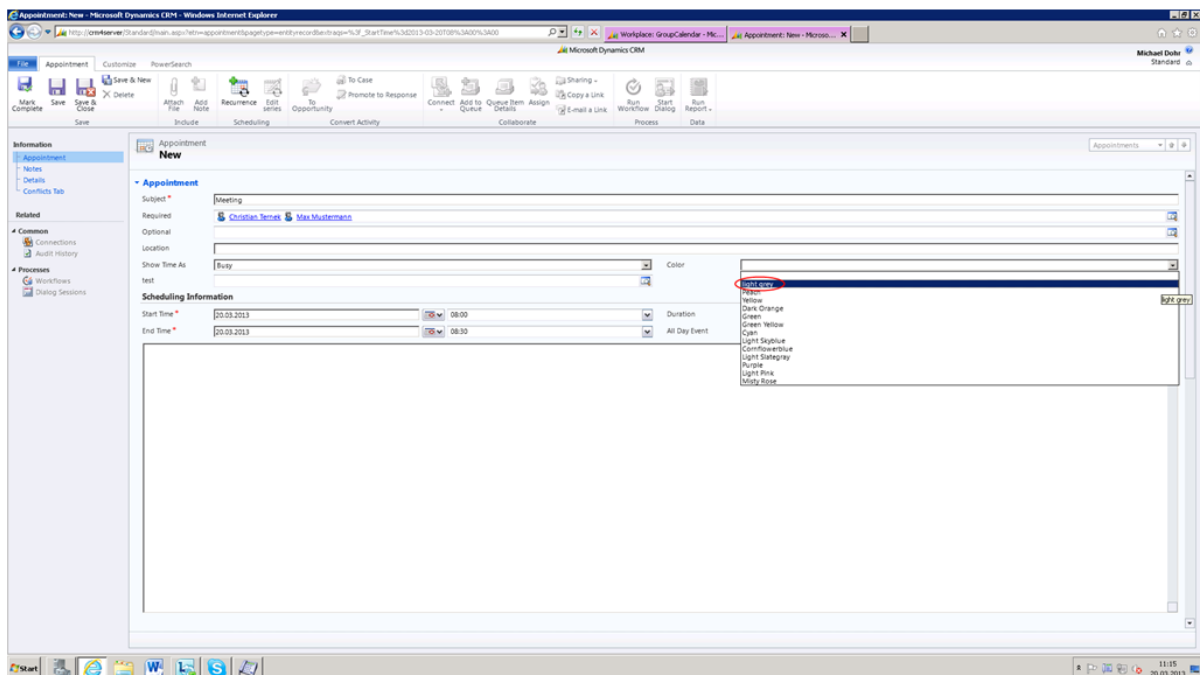 Appointment: New - Microsoft Dynamics CRM - Windows Internet Explorer
Workplace: GroupCalendar - Mic...
Appointment: New - Microso...
Microsoft Dynamics CRM
Michael Dohr
Standard
File Appointment Customize PowerSearch
Mark Complete
Save
Save & Close
Save & New
Delete
Save
Attach File
Add Note
Include
Recurrence
Edit series
Scheduling
To Opportunity
To Case
Promote to Response
Convert Activity
Connect
Add to Queue
Queue Item Details
Assign
Sharing
Copy a Link
E-mail a Link
Collaborate
Run Workflow
Start Dialog
Process
Run Report
Data
Information
Appointment
Notes
Details
Conflicts Tab
Related
Common
Connections
Audit History
Processes
Workflows
Dialog Sessions
Appointment
New
Appointments
Appointment
Subject * Meeting
Required Christian Ternek Max Mustermann
Optional
Location
Show Time As Busy Color
test
light grey
Peach
Yellow
Dark Orange
Green
Green Yellow
Cyan
Light Skyblue
Cornflowerblue
Light Slategray
Purple
Light Pink
Misty Rose
light grey
Scheduling Information
Start Time * 20.03.2013 08:00 Duration
End Time * 20.03.2013 08:30 All Day Event
Start
11:15
20.03.2013